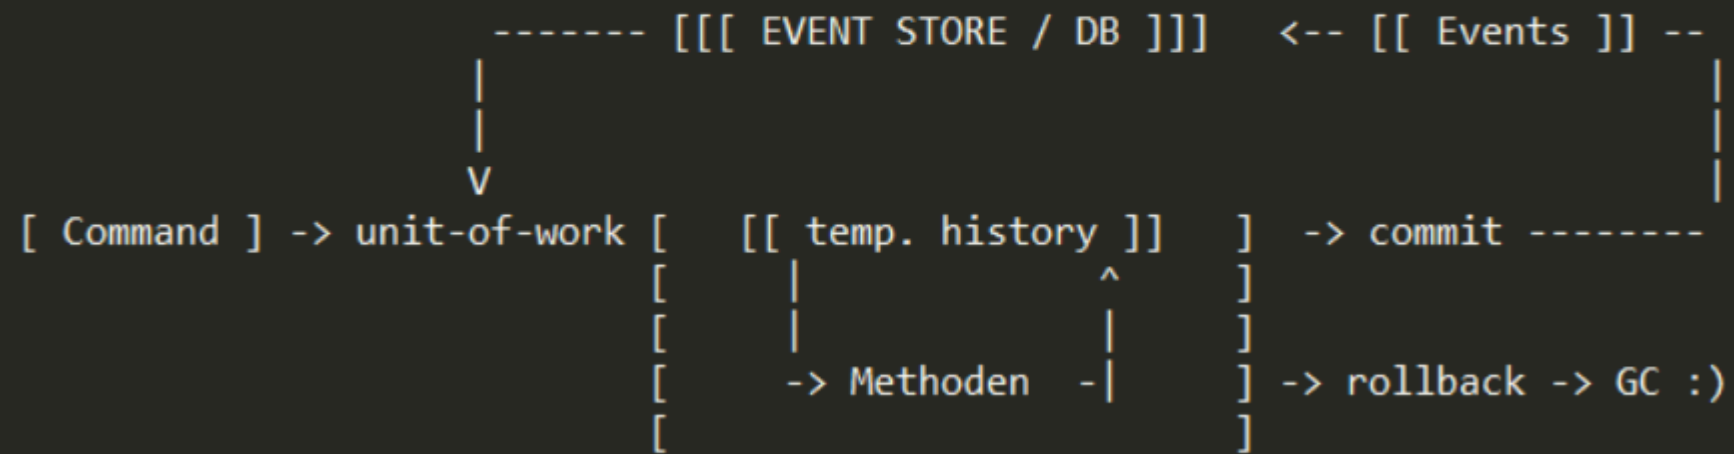 ------- [[[ EVENT STORE / DB ]]]   <-- [[ Events ]] --
|                                                       |
|                                                       |
V                                                       |
[ Command ] -> unit-of-work [   [[ temp. history ]]   ]  -> commit --------
[     |             ^     ]
[     |             |     ]
[     -> Methoden  -|     ] -> rollback -> GC :)
[                         ]